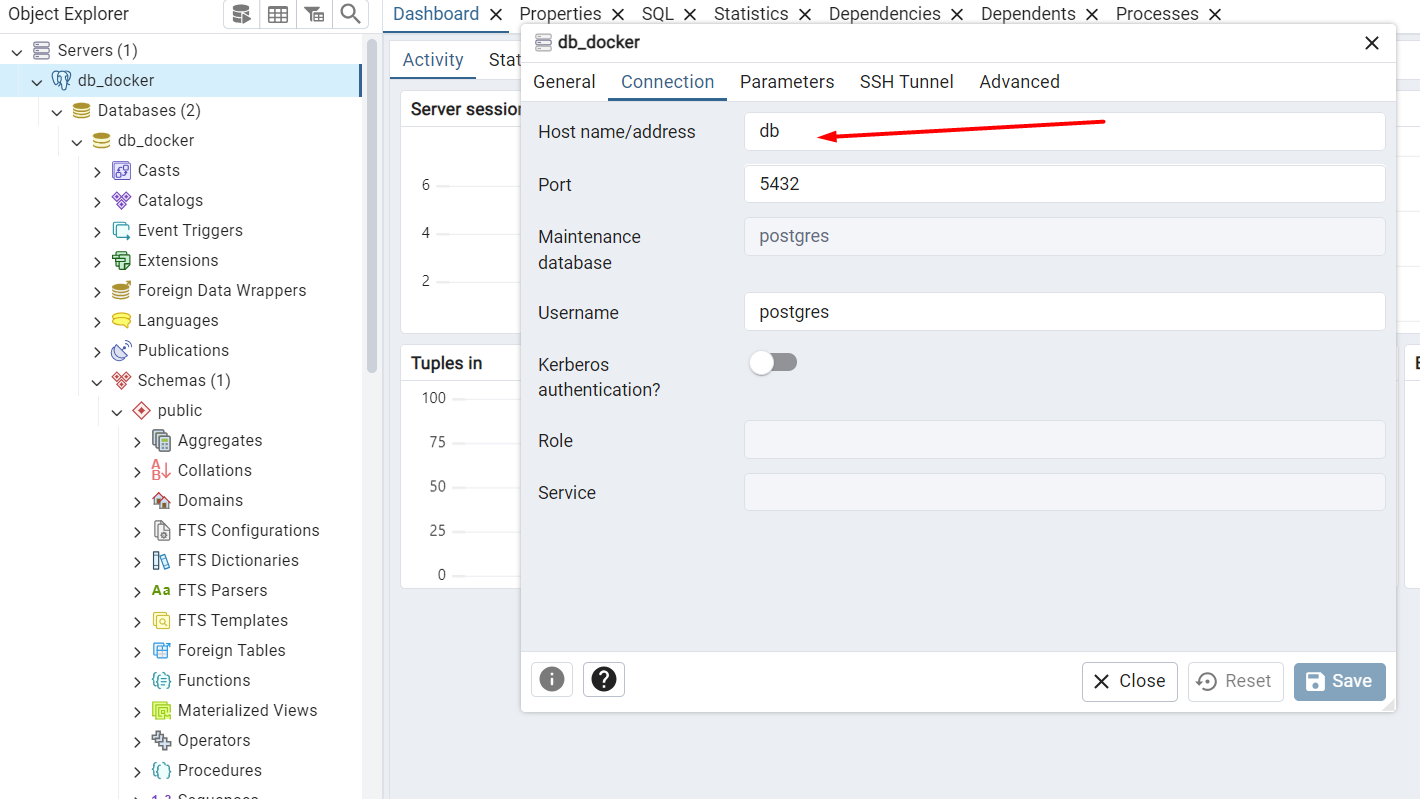 Object Explorer
Dashboard
Properties
SQL
Statistics
Dependencies
Dependents
Processes
Servers (1)
db_docker
Databases (2)
db_docker
Casts
Catalogs
Event Triggers
Extensions
Foreign Data Wrappers
Languages
Publications
Schemas (1)
public
Aggregates
Collations
Domains
FTS Configurations
FTS Dictionaries
Aa FTS Parsers
FTS Templates
Foreign Tables
Functions
Materialized Views
Operators
Procedures
Activity
Server session
6
4
2
Tuples in
100
75
50
25
0
db_docker
General
Connection
Parameters
SSH Tunnel
Advanced
Host name/address
db
Port
5432
Maintenance
database
postgres
Username
postgres
Kerberos
authentication?
Role
Service
Close
Reset
Save